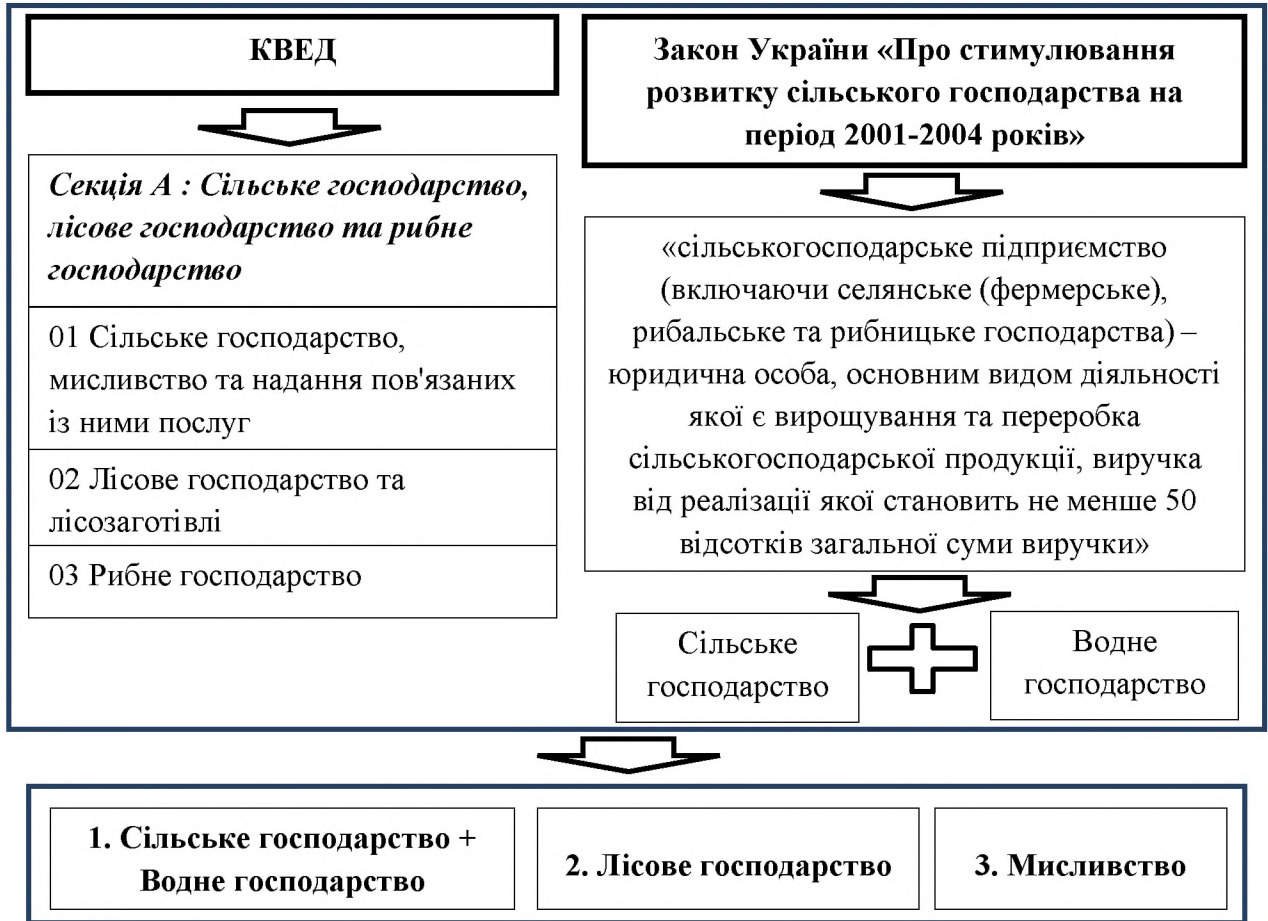 КВЕД
Секція А : Сільське господарство,
лісове господарство та рибне
господарство
01 Сільське господарство,
мисливство та надання пов'язаних
із ними послуг
02 Лісове господарство та
лісозаготівлі
03 Рибне господарство
Закон України «Про стимулювання
розвитку сільського господарства на
період 2001-2004 років»
«сільськогосподарське підприємство
(включаючи селянське (фермерське),
рибальське та рибницьке господарства) –
юридична особа, основним видом діяльності
якої є вирощування та переробка
сільськогосподарської продукції, виручка
від реалізації якої становить не менше 50
відсотків загальної суми виручки»
Сільське
господарство
Водне
господарство
1. Сільське господарство +
Водне господарство
2. Лісове господарство
3. Мисливство